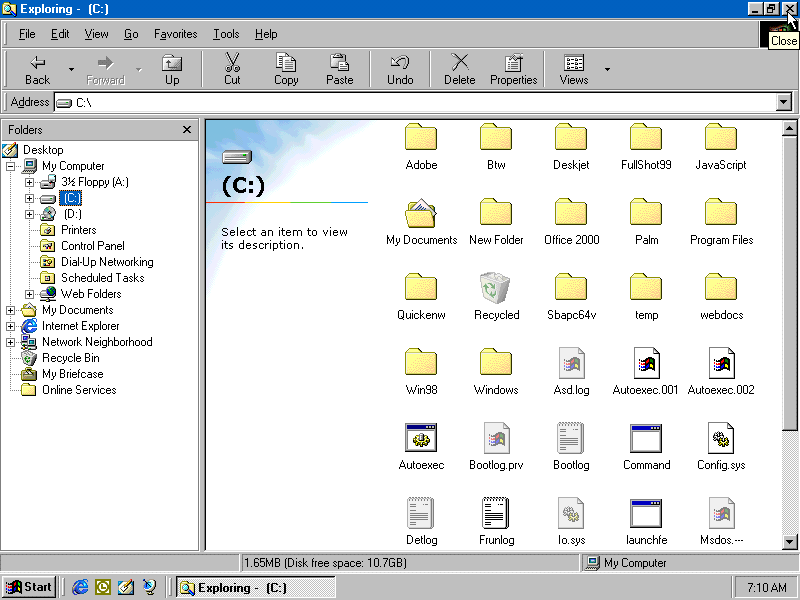 Exploring - (C:)
File Edit View Go Favorites Tools Help
Close
Back Forward Up Cut Copy Paste Undo Delete Properties Views
Address C:\
Folders
Desktop
My Computer
3½ Floppy (A:)
(C:)
(D:)
Printers
Control Panel
Dial-Up Networking
Scheduled Tasks
Web Folders
My Documents
Internet Explorer
Network Neighborhood
Recycle Bin
My Briefcase
Online Services
(C:)
Select an item to view
its description.
Adobe Btw Deskjet FullShot99 JavaScript
My Documents New Folder Office 2000 Palm Program Files
Quickenw Recycled Sbapc64v temp webdocs
Win98 Windows Asd.log Autoexec.001 Autoexec.002
Autoexec Bootlog.prv Bootlog Command Config.sys
Detlog Frunlog Io.sys launchfe Msdos.---
1.65MB (Disk free space: 10.7GB) My Computer
Start Exploring - (C:) 7:10 AM